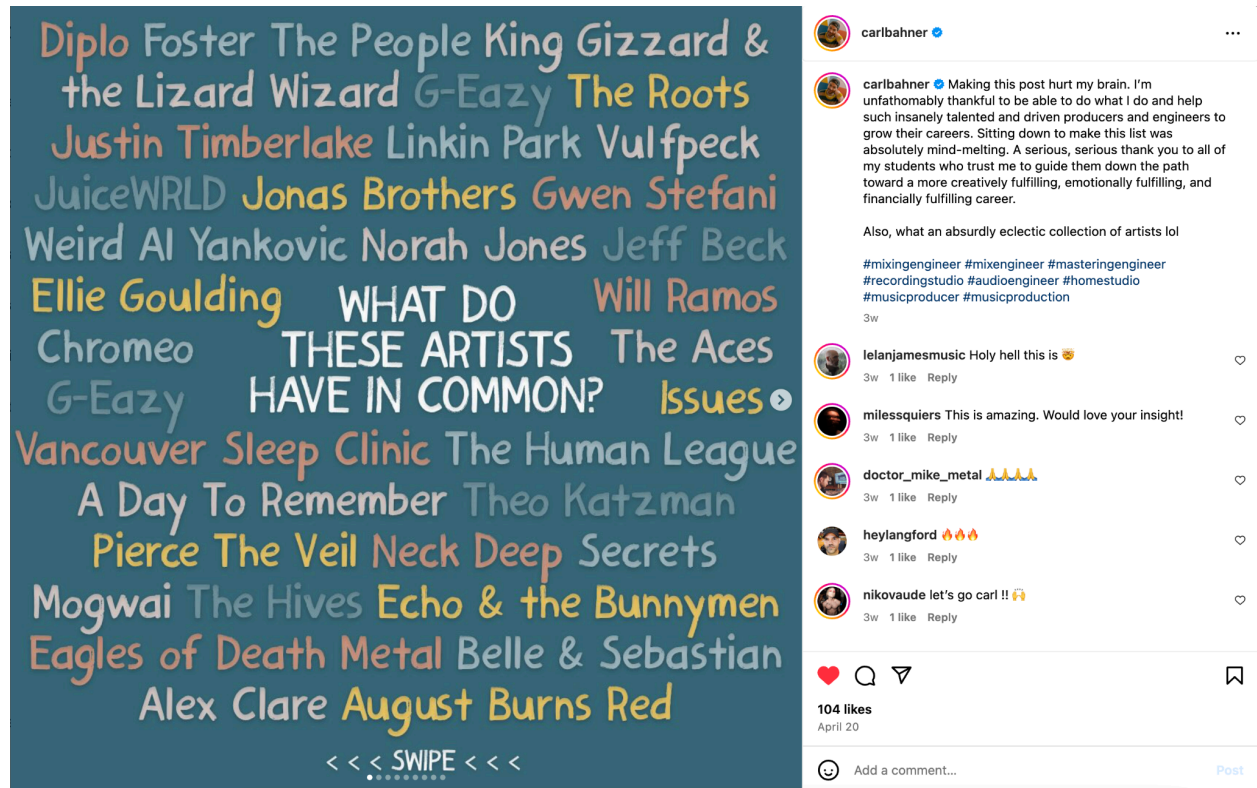 Diplo Foster The People King Gizzard &
the Lizard Wizard G-Eazy The Roots
Justin Timberlake Linkin Park Vulfpeck
JuiceWRLD Jonas Brothers Gwen Stefani
Weird Al Yankovic Norah Jones Jeff Beck
Ellie Goulding WHAT DO Will Ramos
Chromeo THESE ARTISTS The Aces
G-Eazy HAVE IN COMMON? Issues
Vancouver Sleep Clinic The Human League
A Day To Remember Theo Katzman
Pierce The Veil Neck Deep Secrets
Mogwai The Hives Echo & the Bunnymen
Eagles of Death Metal Belle & Sebastian
Alex Clare August Burns Red
< < < SWIPE < < <
carlbahner
carlbahner Making this post hurt my brain. I'm
unfathomably thankful to be able to do what I do and help
such insanely talented and driven producers and engineers to
grow their careers. Sitting down to make this list was
absolutely mind-melting. A serious, serious thank you to all of
my students who trust me to guide them down the path
toward a more creatively fulfilling, emotionally fulfilling, and
financially fulfilling career.
Also, what an absurdly eclectic collection of artists lol
#mixingengineer #mixengineer #masteringengineer
#recordingstudio #audioengineer #homestudio
#musicproducer #musicproduction
3w
lelanjamesmusic Holy hell this is 🤯
3w 1 like Reply
milessquiers This is amazing. Would love your insight!
3w 1 like Reply
doctor_mike_metal 🙏🙏🙏🙏
3w 1 like Reply
heylangford 🔥🔥🔥
3w 1 like Reply
nikovaude let's go carl !! 🙌
3w 1 like Reply
104 likes
April 20
Add a comment...
Post